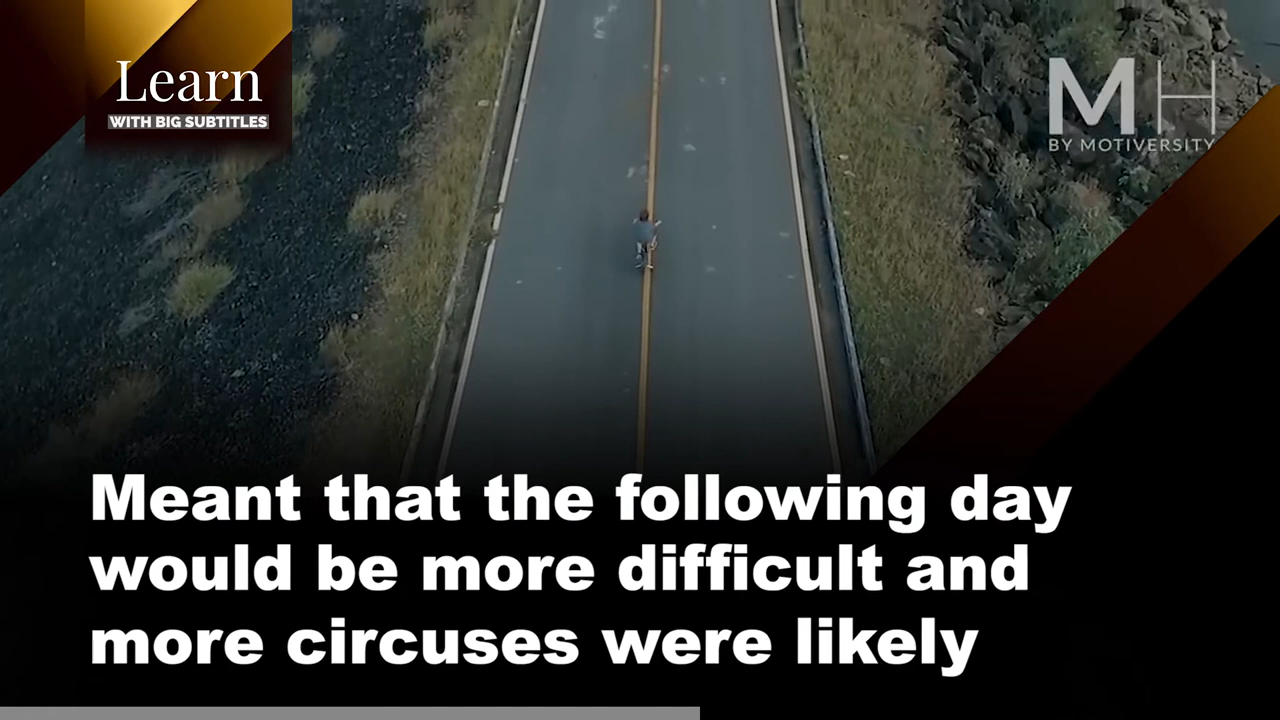 Learn
WITH BIG SUBTITLES
MH
BY MOTIVERSITY
Meant that the following day
would be more difficult and
more circuses were likely